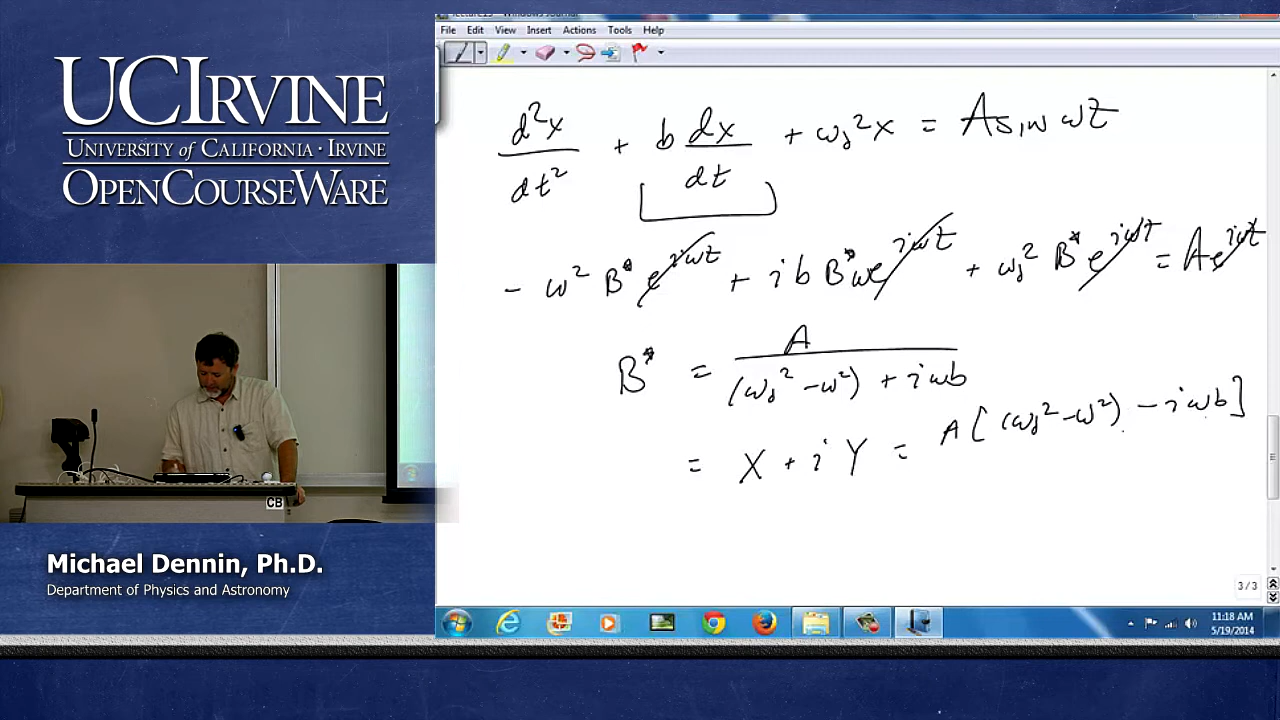 UCIRVINE
UNIVERSITY of CALIFORNIA · IRVINE
OPENCOURSEWARE
CB
Michael Dennin, Ph.D.
Department of Physics and Astronomy
File Edit View Insert Actions Tools Help
d²x/dt² + b dx/dt + ω₀²x = A sin ωt
- ω² B* e^{iωt} + i b B* ω e^{iωt} + ω₀² B* e^{iωt} = A e^{iωt}
B* = A / ((ω₀² - ω²) + iωb)
= X + i Y = A[(ω₀² - ω²) - iωb]
3 / 3
11:18 AM
5/19/2014